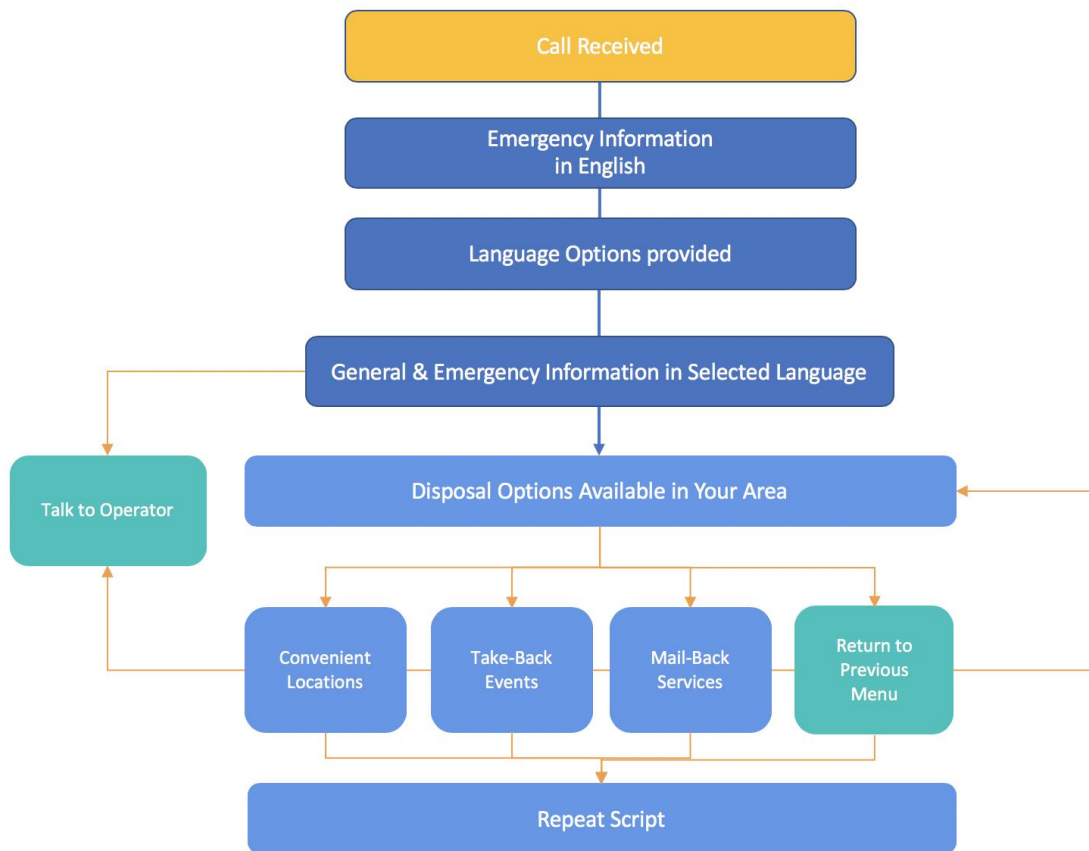 Call Received
Emergency Information
in English
Language Options provided
General & Emergency Information in Selected Language
Talk to Operator
Disposal Options Available in Your Area
Convenient
Locations
Take-Back
Events
Mail-Back
Services
Return to
Previous
Menu
Repeat Script